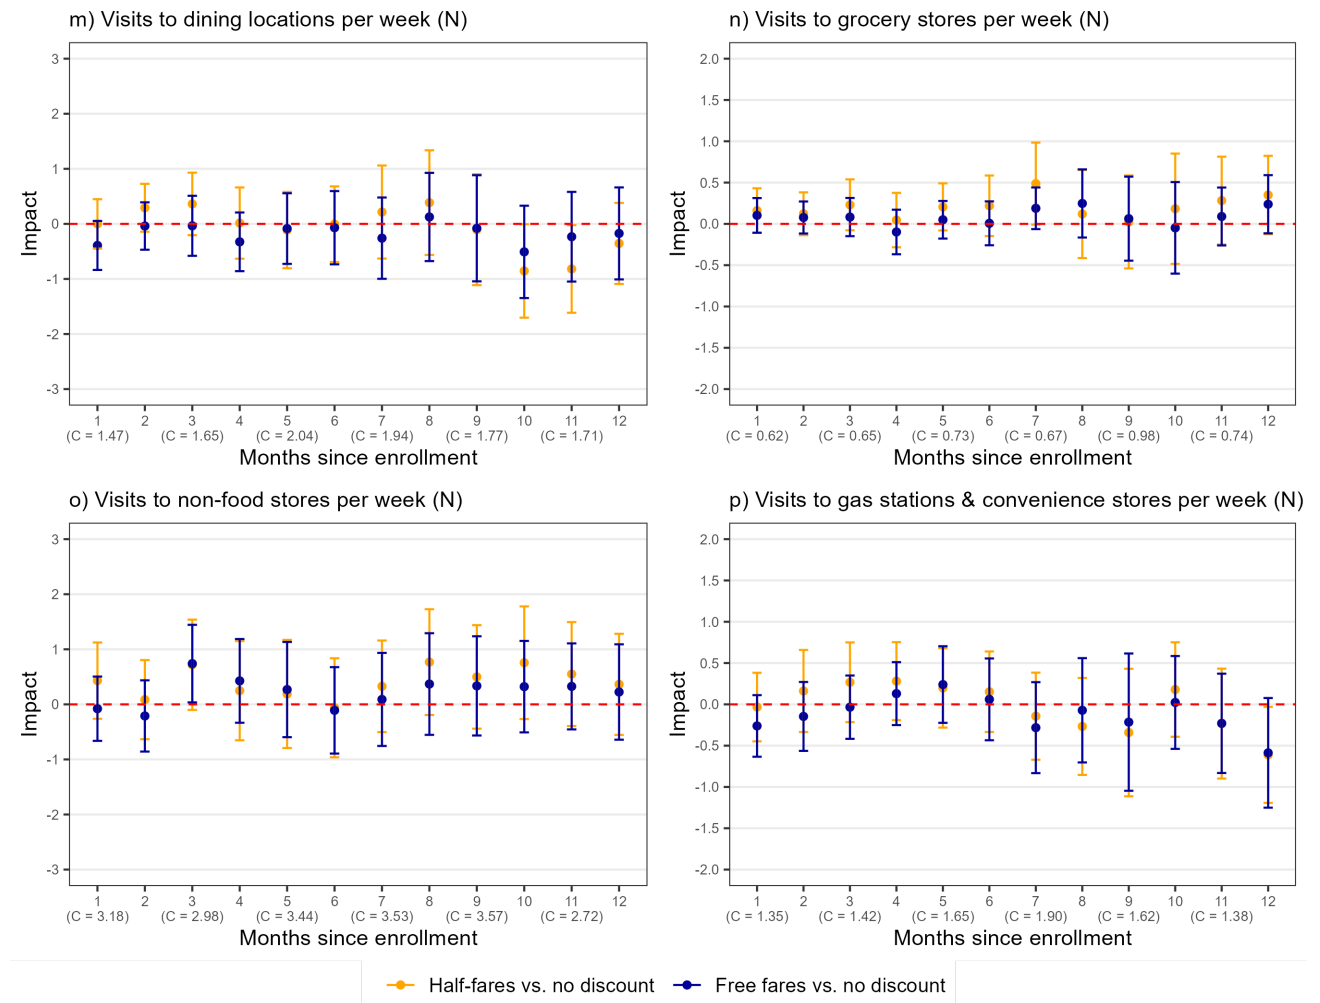 m) Visits to dining locations per week (N)
Impact
3
2
1
0
-1
-2
-3
1 2 3 4 5 6 7 8 9 10 11 12
(C = 1.47) (C = 1.65) (C = 2.04) (C = 1.94) (C = 1.77) (C = 1.71)
Months since enrollment
n) Visits to grocery stores per week (N)
Impact
2.0
1.5
1.0
0.5
0.0
-0.5
-1.0
-1.5
-2.0
1 2 3 4 5 6 7 8 9 10 11 12
(C = 0.62) (C = 0.65) (C = 0.73) (C = 0.67) (C = 0.98) (C = 0.74)
Months since enrollment
o) Visits to non-food stores per week (N)
Impact
3
2
1
0
-1
-2
-3
1 2 3 4 5 6 7 8 9 10 11 12
(C = 3.18) (C = 2.98) (C = 3.44) (C = 3.53) (C = 3.57) (C = 2.72)
Months since enrollment
p) Visits to gas stations & convenience stores per week (N)
Impact
2.0
1.5
1.0
0.5
0.0
-0.5
-1.0
-1.5
-2.0
1 2 3 4 5 6 7 8 9 10 11 12
(C = 1.35) (C = 1.42) (C = 1.65) (C = 1.90) (C = 1.62) (C = 1.38)
Months since enrollment
Half-fares vs. no discount Free fares vs. no discount